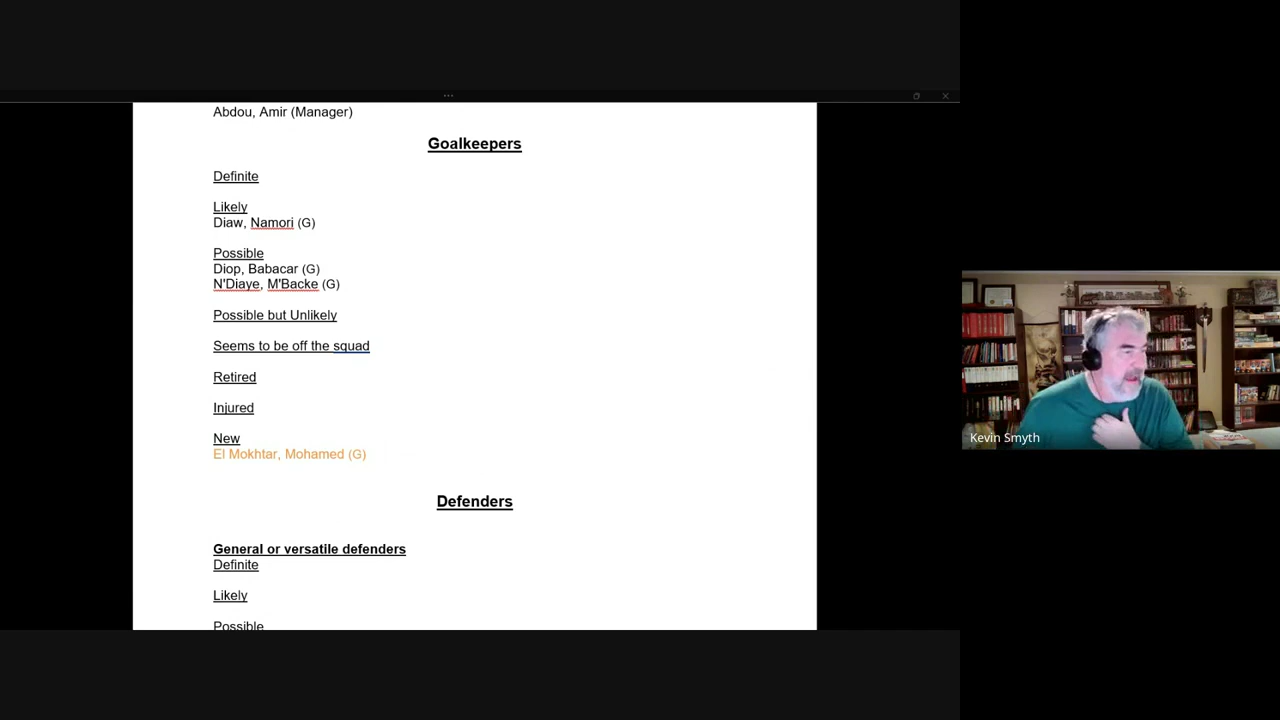 Abdou, Amir (Manager)
Goalkeepers
Definite
Likely
Diaw, Namori (G)
Possible
Diop, Babacar (G)
N'Diaye, M'Backe (G)
Possible but Unlikely
Seems to be off the squad
Retired
Injured
New
El Mokhtar, Mohamed (G)
Defenders
General or versatile defenders
Definite
Likely
Possible
Kevin Smyth